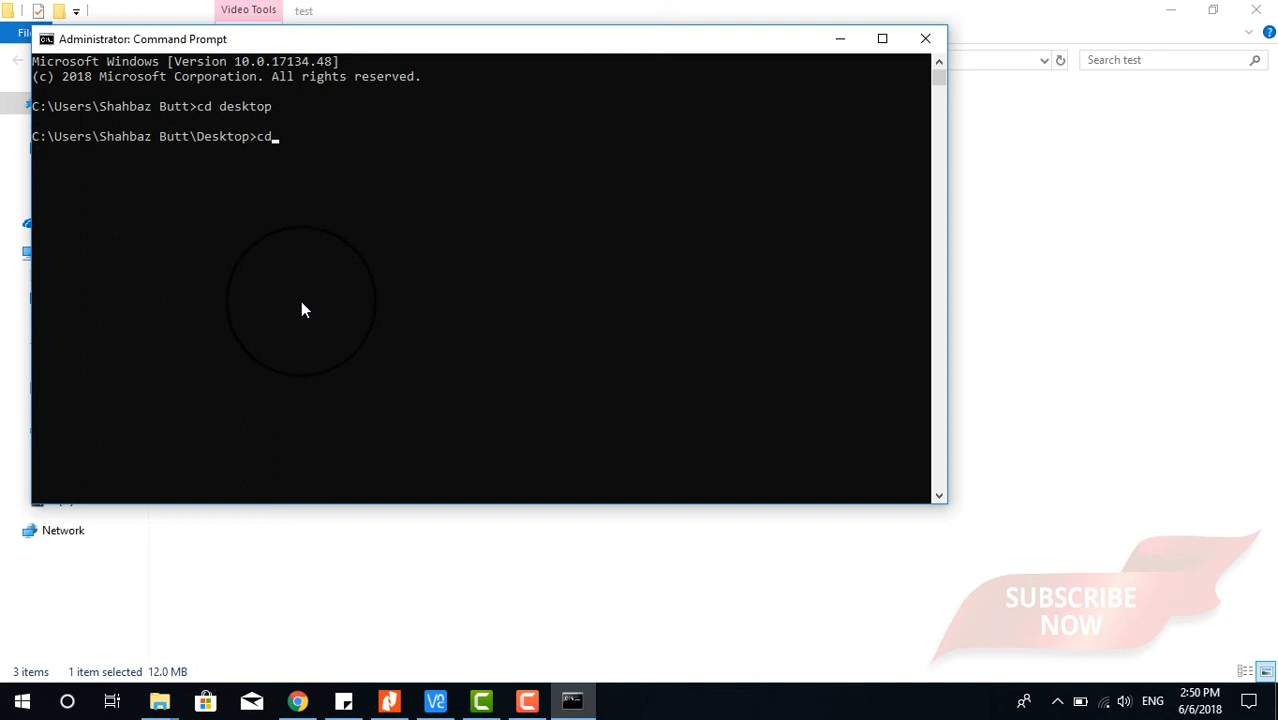 Video Tools
test
Fil
Administrator: Command Prompt
Search test
Microsoft Windows [Version 10.0.17134.48]
(c) 2018 Microsoft Corporation. All rights reserved.
C:\Users\Shahbaz Butt>cd desktop
C:\Users\Shahbaz Butt\Desktop>cd
Network
SUBSCRIBE
NOW
3 items
1 item selected 12.0 MB
ENG
2:50 PM
6/6/2018